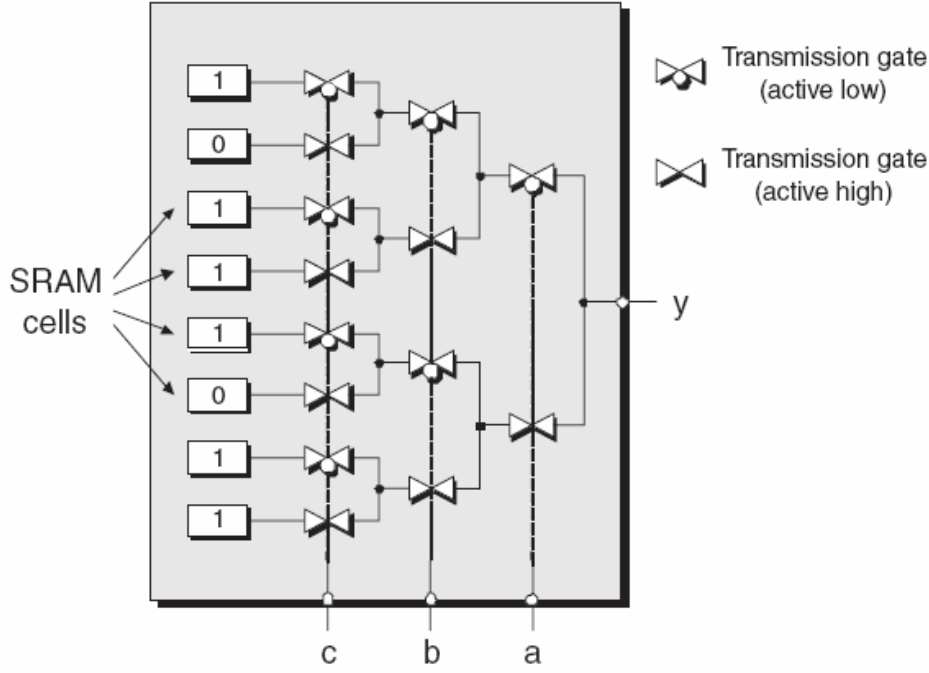 1
0
1
1
1
0
1
1
SRAM
cells
Transmission gate
(active low)
Transmission gate
(active high)
y
c
b
a